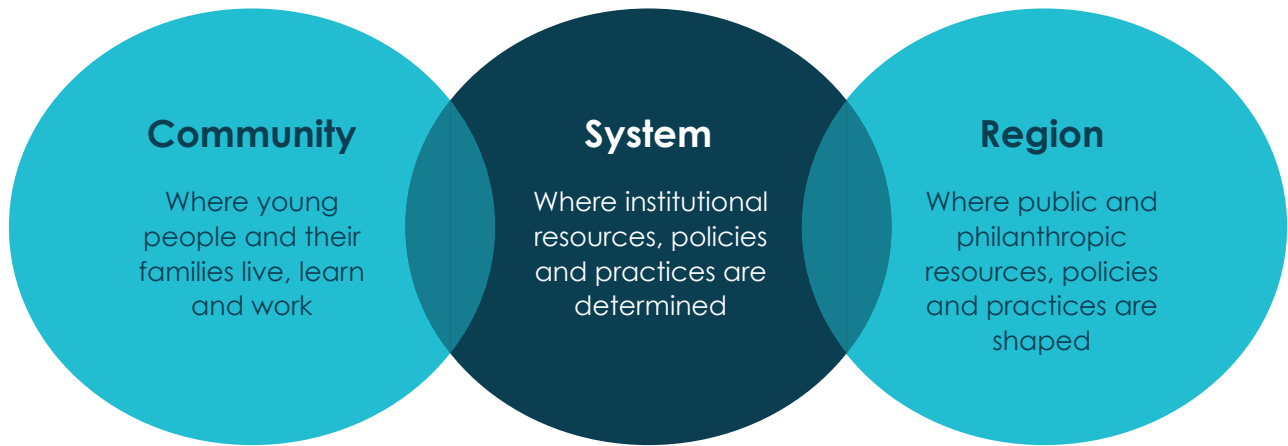 Community
Where young
people and their
families live, learn
and work
System
Where institutional
resources, policies
and practices are
determined
Region
Where public and
philanthropic
resources, policies
and practices are
shaped